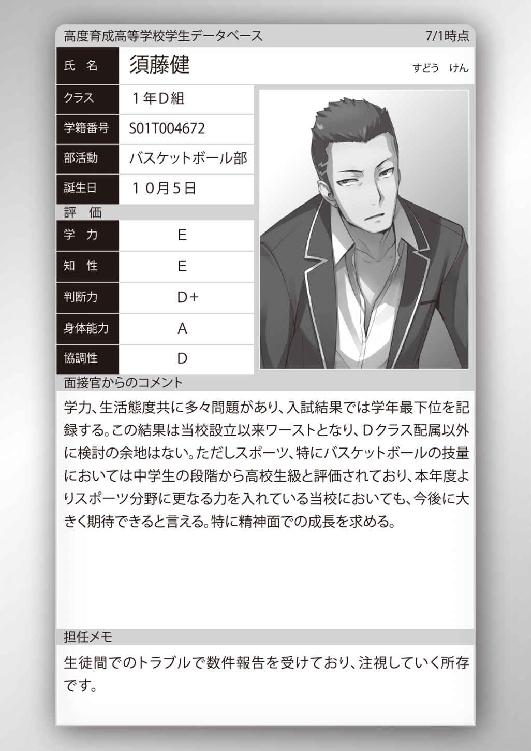 高度育成高等学校学生データベース 7/1時点
氏 名 須藤健 すどう けん
クラス 1年D組
学籍番号 S01T004672
部活動 バスケットボール部
誕生日 10月5日
評 価
学 力 E
知 性 E
判断力 D+
身体能力 A
協調性 D
面接官からのコメント
学力、生活態度共に多々問題があり、入試結果では学年最下位を記
録する。この結果は当校設立以来ワーストとなり、Dクラス配属以外
に検討の余地はない。ただしスポーツ、特にバスケットボールの技量
においては中学生の段階から高校生級と評価されており、本年度よ
りスポーツ分野に更なる力を入れている当校においても、今後に大
きく期待できると言える。特に精神面での成長を求める。
担任メモ
生徒間でのトラブルで数件報告を受けており、注視していく所存
です。